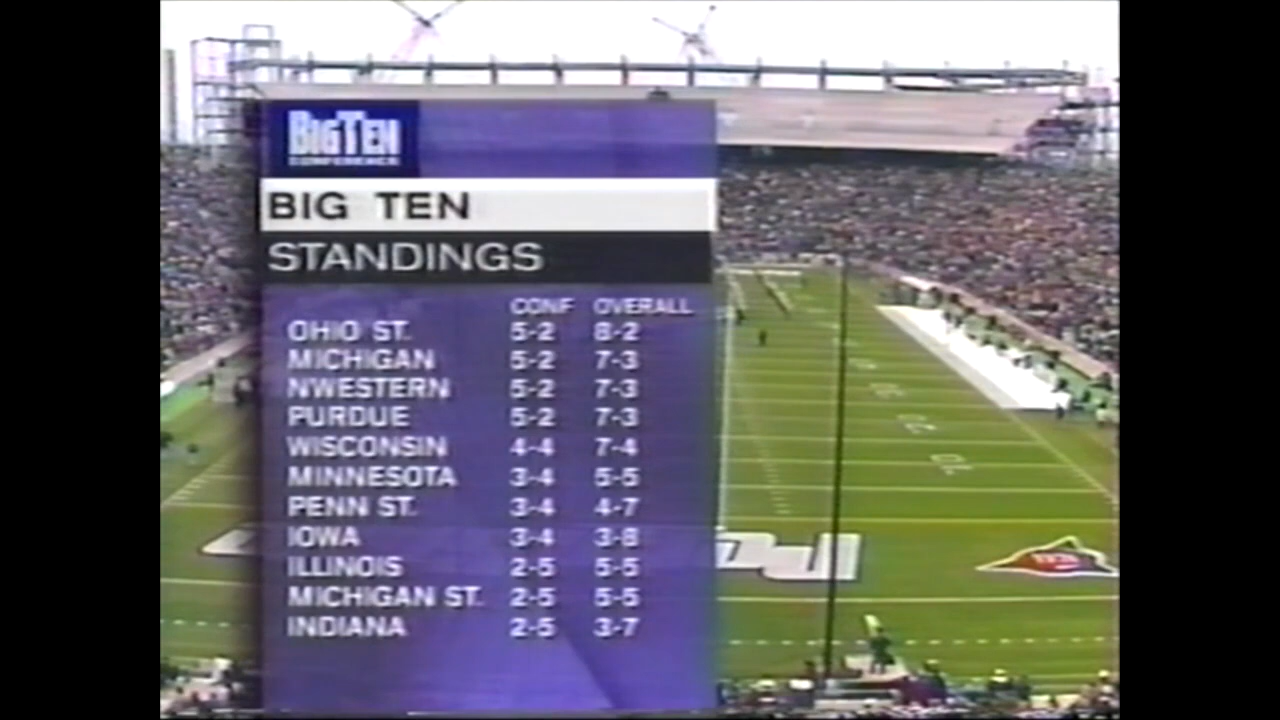 BIGTEN
CONFERENCE
BIG TEN
STANDINGS
CONF OVERALL
OHIO ST. 5-2 8-2
MICHIGAN 5-2 7-3
NWESTERN 5-2 7-3
PURDUE 5-2 7-3
WISCONSIN 4-4 7-4
MINNESOTA 3-4 5-5
PENN ST. 3-4 4-7
IOWA 3-4 3-8
ILLINOIS 2-5 5-5
MICHIGAN ST. 2-5 5-5
INDIANA 2-5 3-7